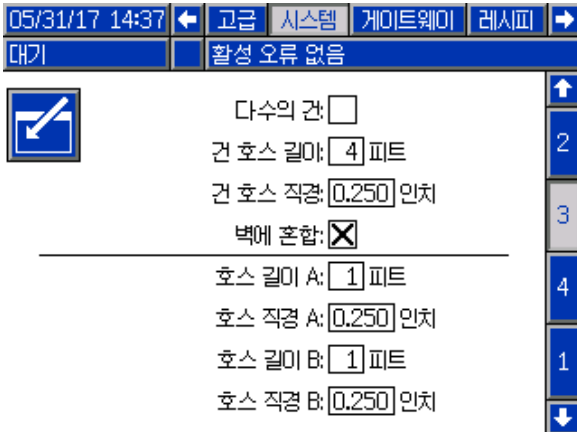 05/31/17 14:37 고급 시스템 게이트웨이 레시피
대기 활성 오류 없음
다수의 건:
건 호스 길이: 4 피트
건 호스 직경: 0.250 인치
벽에 혼합:
호스 길이 A: 1 피트
호스 직경 A: 0.250 인치
호스 길이 B: 1 피트
호스 직경 B: 0.250 인치
2
3
4
1